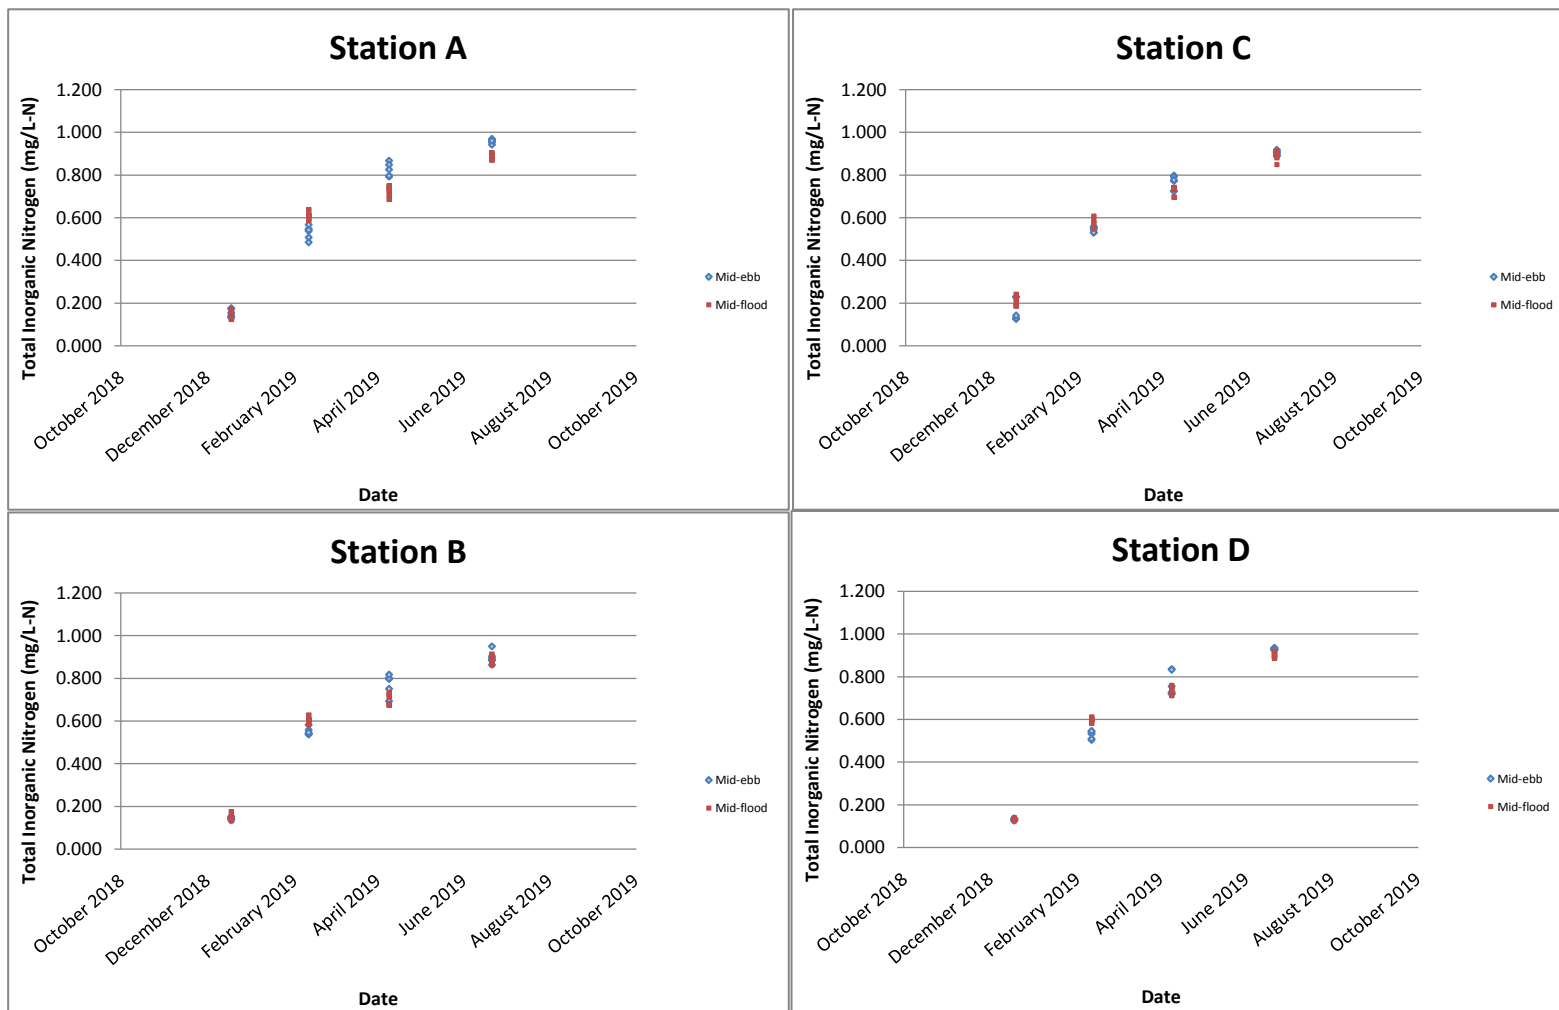 Station A
Total Inorganic Nitrogen (mg/L-N)
1.200
1.000
0.800
0.600
0.400
0.200
0.000
October 2018
December 2018
February 2019
April 2019
June 2019
August 2019
October 2019
Date
Mid-ebb
Mid-flood
Station C
Total Inorganic Nitrogen (mg/L-N)
1.200
1.000
0.800
0.600
0.400
0.200
0.000
October 2018
December 2018
February 2019
April 2019
June 2019
August 2019
October 2019
Date
Mid-ebb
Mid-flood
Station B
Total Inorganic Nitrogen (mg/L-N)
1.200
1.000
0.800
0.600
0.400
0.200
0.000
October 2018
December 2018
February 2019
April 2019
June 2019
August 2019
October 2019
Date
Mid-ebb
Mid-flood
Station D
Total Inorganic Nitrogen (mg/L-N)
1.200
1.000
0.800
0.600
0.400
0.200
0.000
October 2018
December 2018
February 2019
April 2019
June 2019
August 2019
October 2019
Date
Mid-ebb
Mid-flood